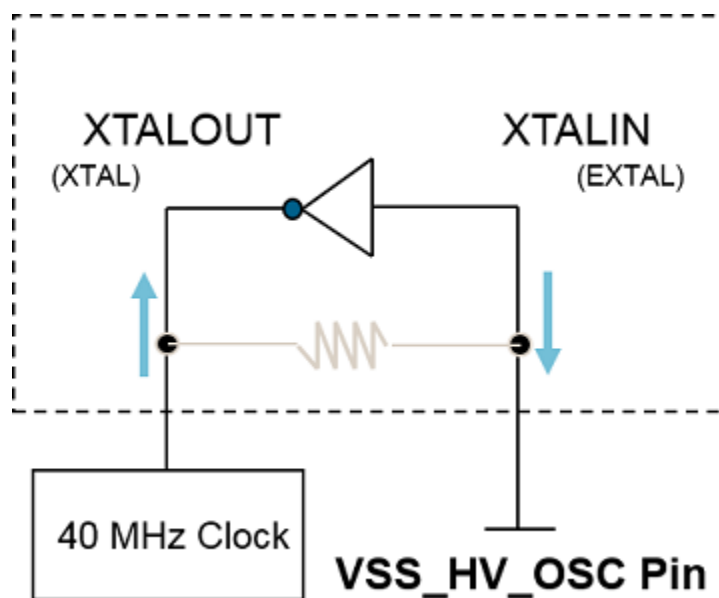 XTALOUT
(XTAL)
XTALIN
(EXTAL)
40 MHz Clock
VSS_HV_OSC Pin